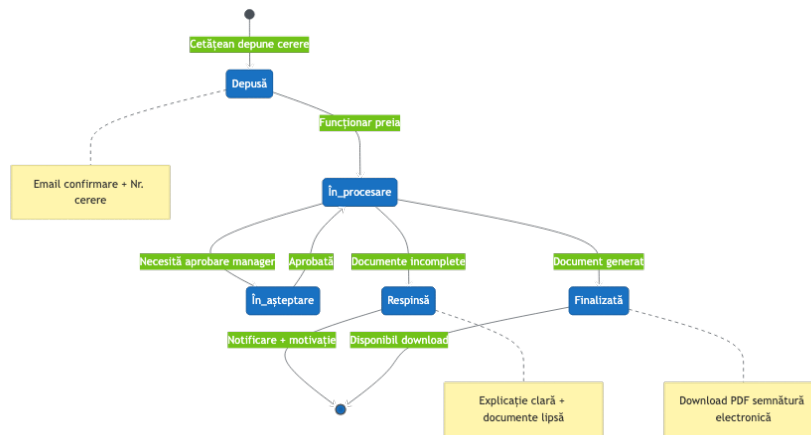 Cetățean depune cerere
Depusă
Funcționar preia
Email confirmare + Nr.
cerere
În_procesare
Necesită aprobare manager
Aprobată
Documente incomplete
Document generat
În_așteptare
Respinsă
Finalizată
Notificare + motivație
Disponibil download
Explicație clară +
documente lipsă
Download PDF semnătură
electronică